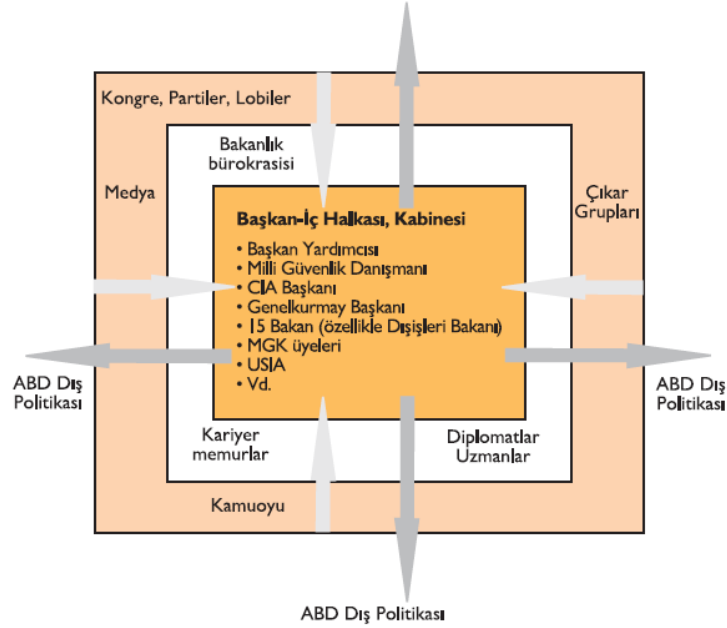 Kongre, Partiler, Lobiler
Bakanlık
bürokrasisi
Medya
Çıkar
Grupları
Başkan-İç Halkası, Kabinesi
• Başkan Yardımcısı
• Milli Güvenlik Danışmanı
• CIA Başkanı
• Genelkurmay Başkanı
• 15 Bakan (özellikle Dışişleri Bakanı)
• MGK üyeleri
• USIA
• Vd.
ABD Dış
Politikası
ABD Dış
Politikası
Kariyer
memurlar
Diplomatlar
Uzmanlar
Kamuoyu
ABD Dış Politikası